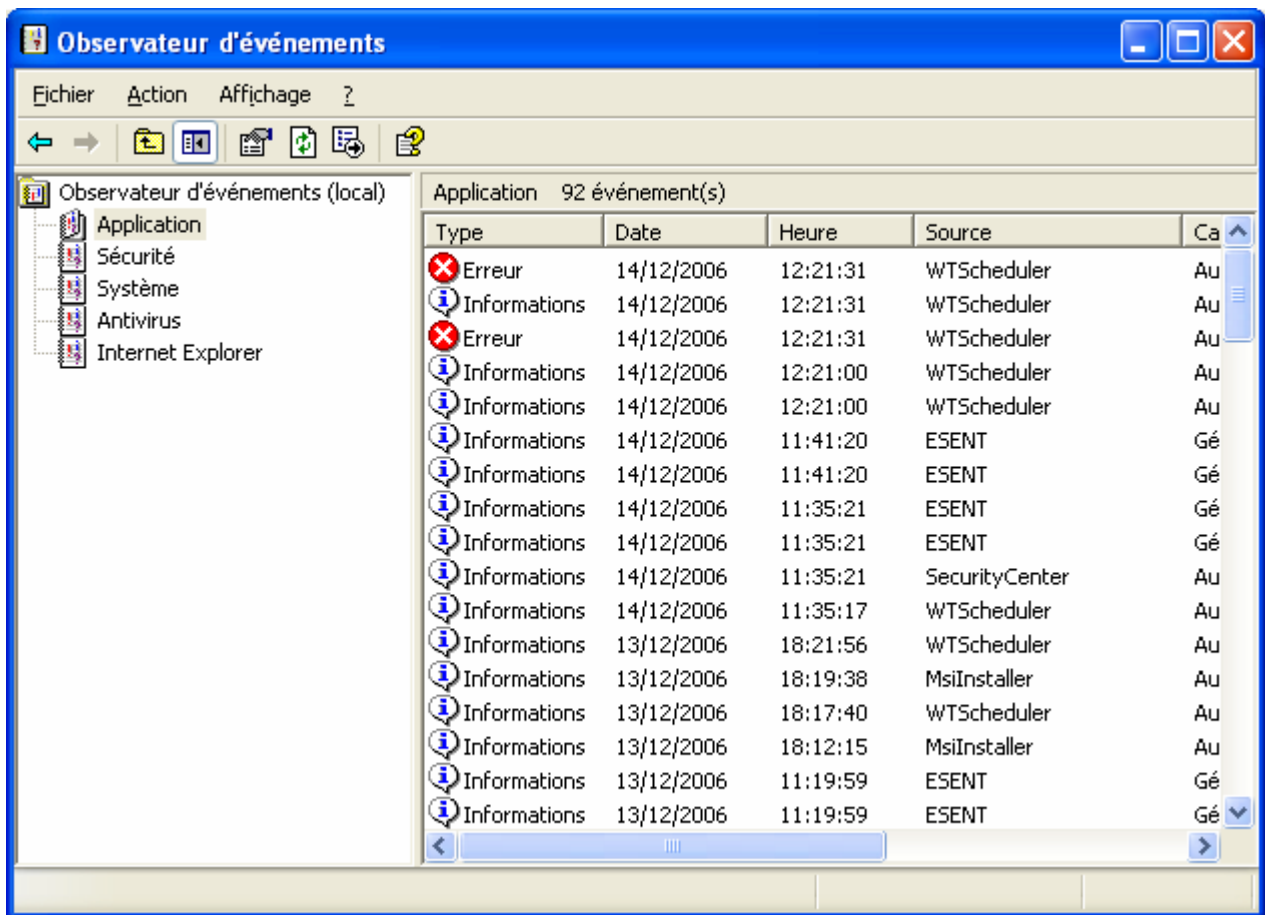 Observateur d'événements
Fichier Action Affichage ?
Observateur d'événements (local)
Application
Sécurité
Système
Antivirus
Internet Explorer
Application 92 événement(s)
Type Date Heure Source Ca
Erreur 14/12/2006 12:21:31 WTScheduler Au
Informations 14/12/2006 12:21:31 WTScheduler Au
Erreur 14/12/2006 12:21:31 WTScheduler Au
Informations 14/12/2006 12:21:00 WTScheduler Au
Informations 14/12/2006 12:21:00 WTScheduler Au
Informations 14/12/2006 11:41:20 ESENT Gé
Informations 14/12/2006 11:41:20 ESENT Gé
Informations 14/12/2006 11:35:21 ESENT Gé
Informations 14/12/2006 11:35:21 ESENT Gé
Informations 14/12/2006 11:35:21 SecurityCenter Au
Informations 14/12/2006 11:35:17 WTScheduler Au
Informations 13/12/2006 18:21:56 WTScheduler Au
Informations 13/12/2006 18:19:38 MsiInstaller Au
Informations 13/12/2006 18:17:40 WTScheduler Au
Informations 13/12/2006 18:12:15 MsiInstaller Au
Informations 13/12/2006 11:19:59 ESENT Gé
Informations 13/12/2006 11:19:59 ESENT Gé